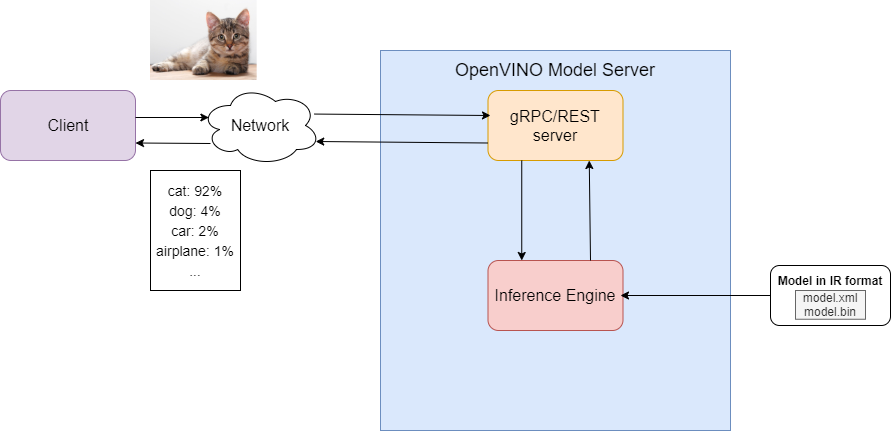 OpenVINO Model Server
Client
Network
gRPC/REST
server
cat: 92%
dog: 4%
car: 2%
airplane: 1%
...
Inference Engine
Model in IR format
model.xml
model.bin